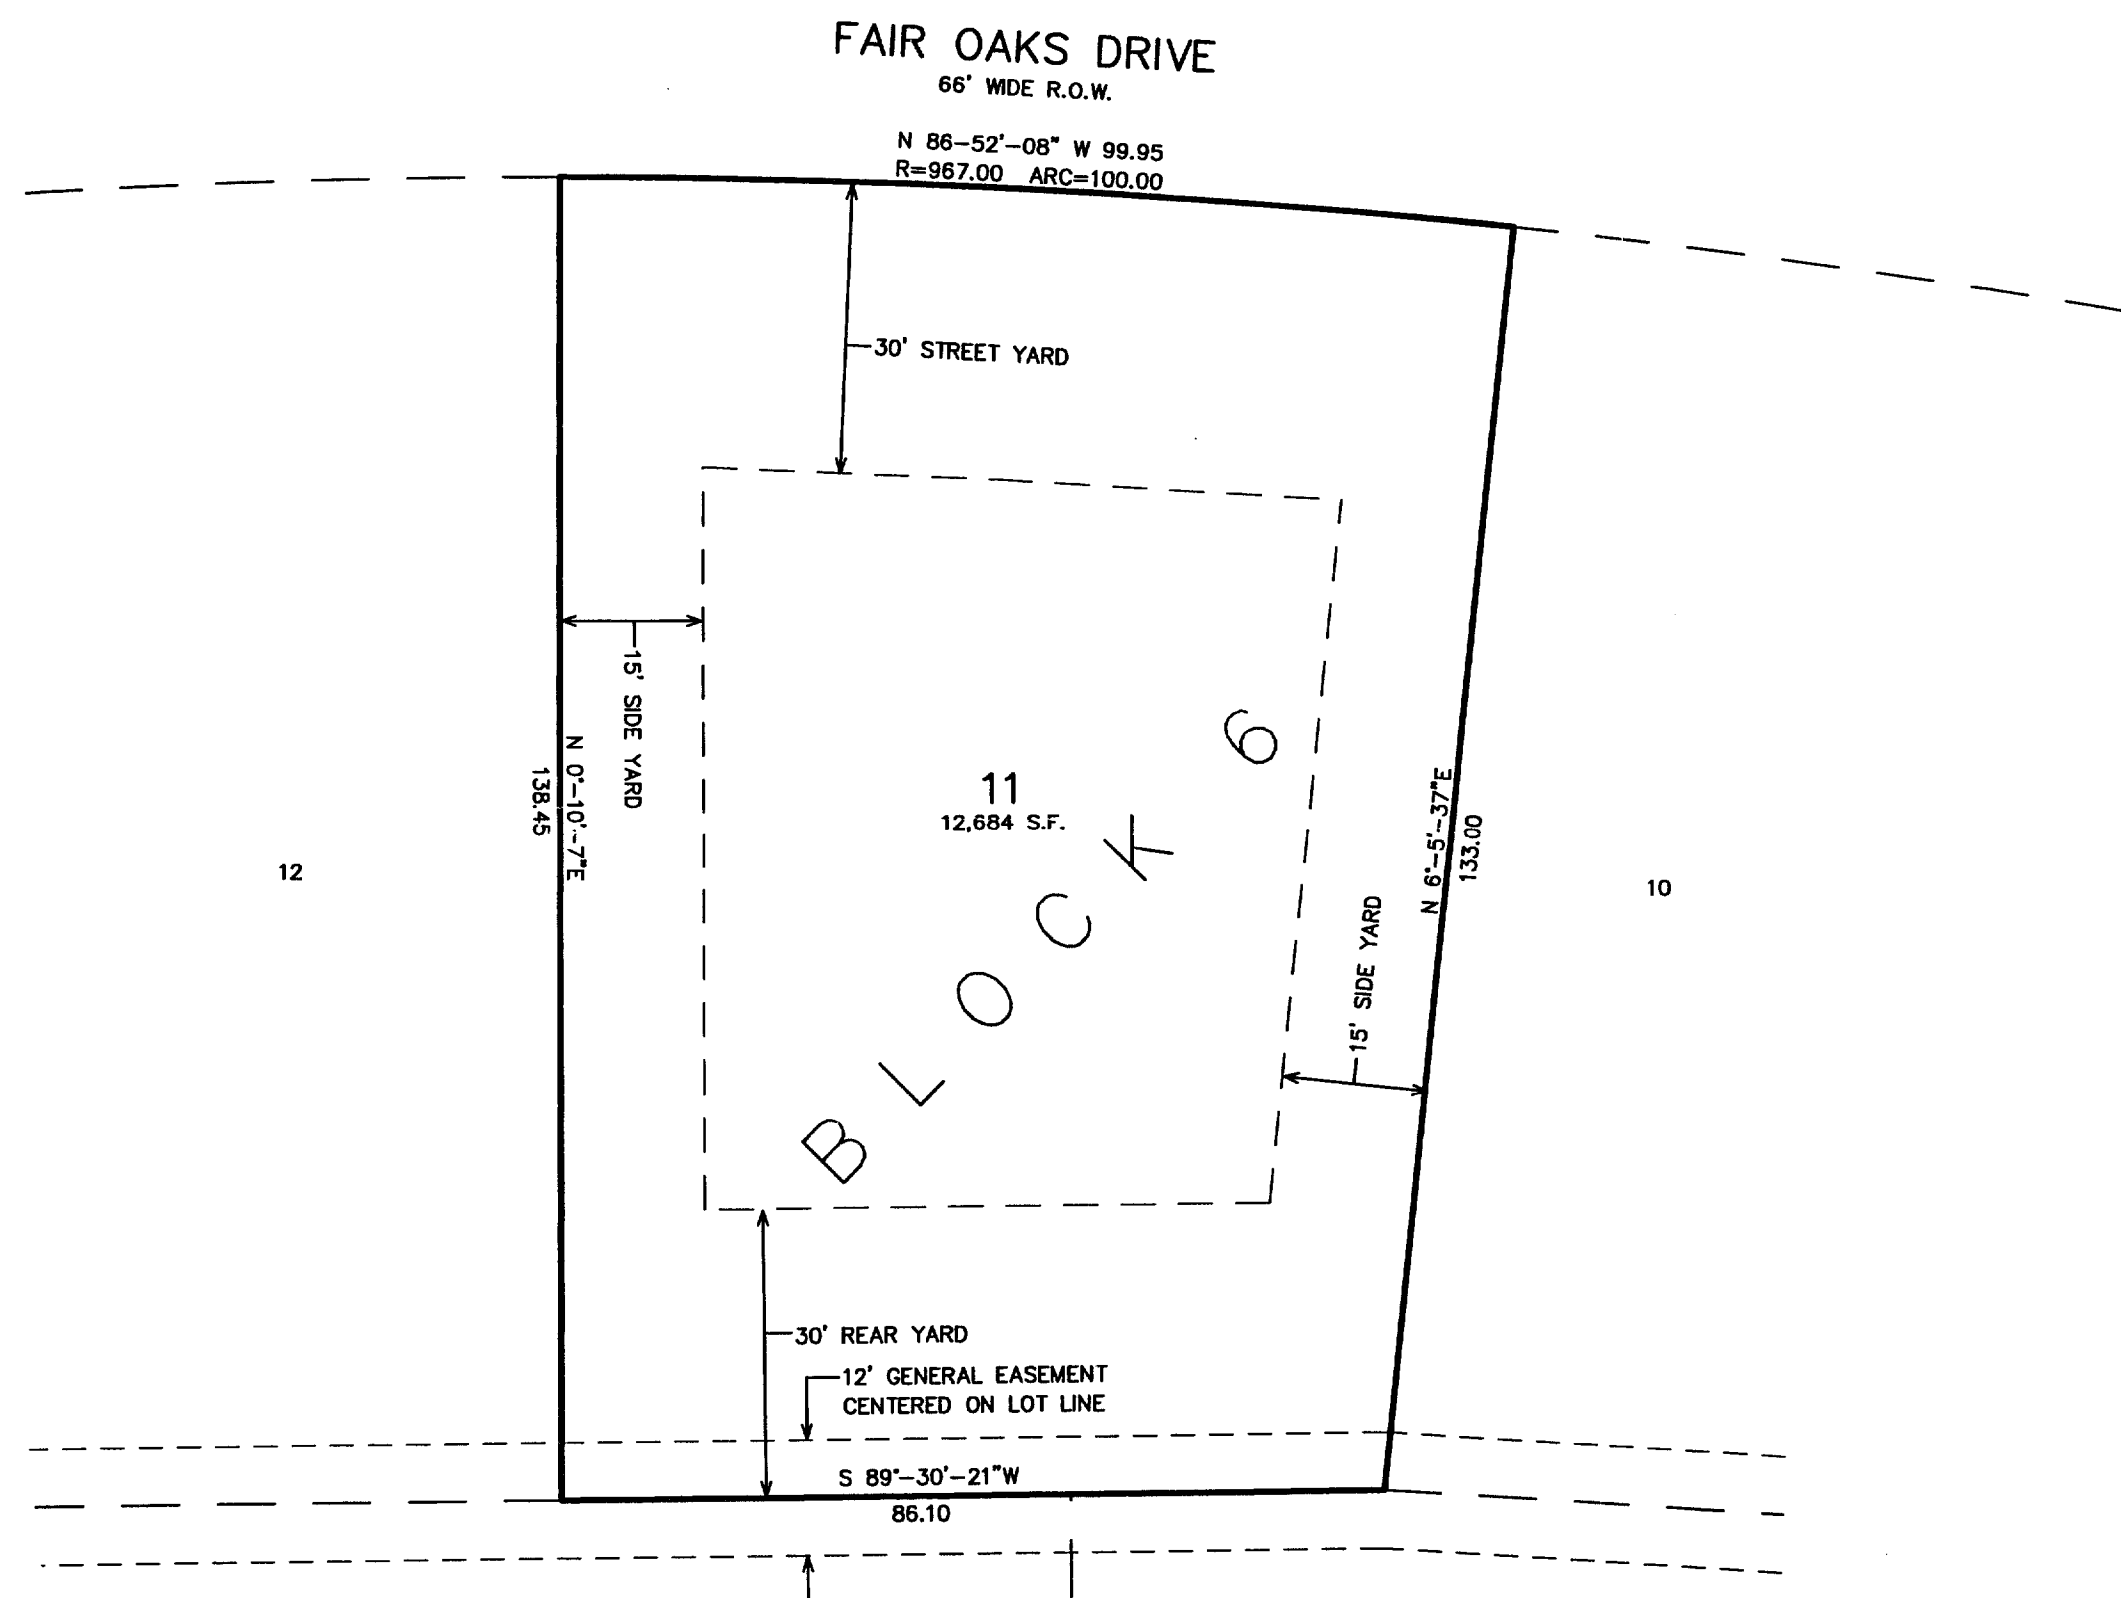 FAIR OAKS DRIVE
66' WIDE R.O.W.
N 86–52'–08" W 99.95
R=967.00 ARC=100.00
30' STREET YARD
15' SIDE YARD
N 0°–10'–7"E
138.45
11
12,684 S.F.
BLOCK 6
12
10
N 6°–5'–37"E
133.00
15' SIDE YARD
30' REAR YARD
12' GENERAL EASEMENT
CENTERED ON LOT LINE
S 89°–30'–21"W
86.10